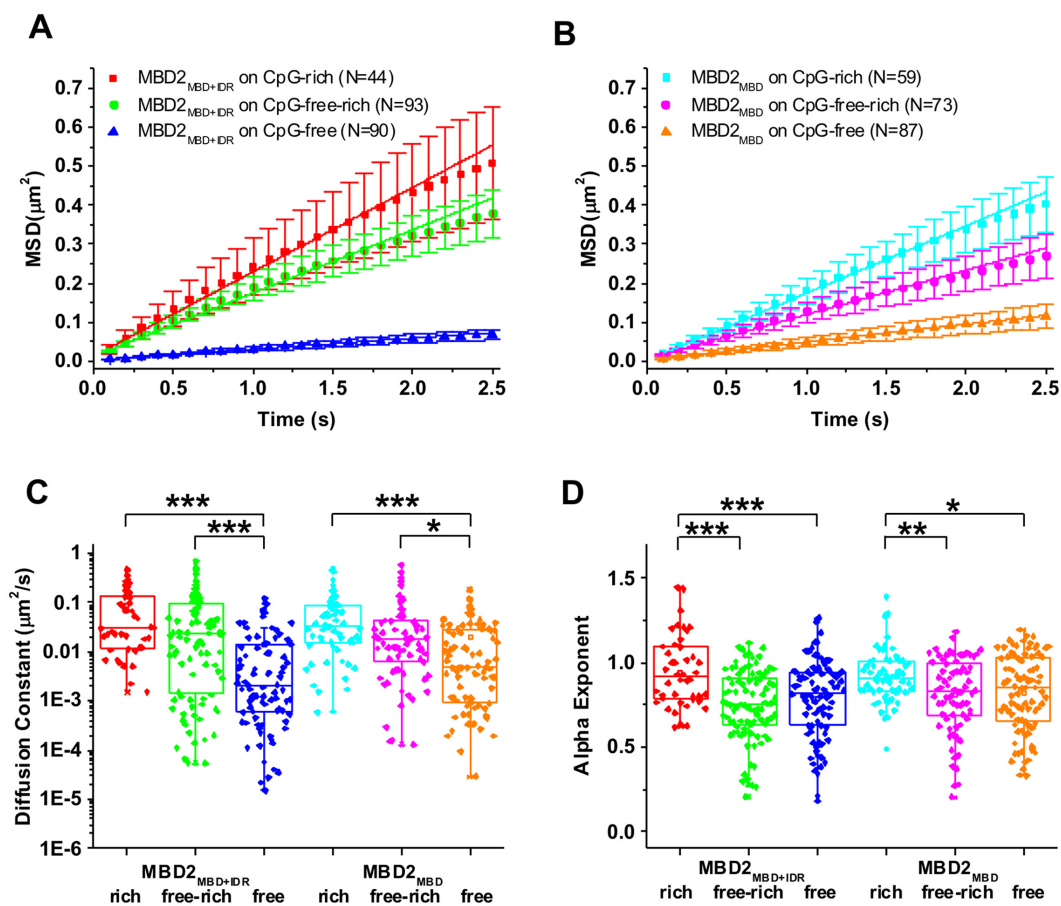 A
MSD(μm²)
0.7
0.6
0.5
0.4
0.3
0.2
0.1
0.0
MBD2MBD+IDR on CpG-rich (N=44)
MBD2MBD+IDR on CpG-free-rich (N=93)
MBD2MBD+IDR on CpG-free (N=90)
0.0 0.5 1.0 1.5 2.0 2.5
Time (s)
B
MSD(μm²)
0.7
0.6
0.5
0.4
0.3
0.2
0.1
0.0
MBD2MBD on CpG-rich (N=59)
MBD2MBD on CpG-free-rich (N=73)
MBD2MBD on CpG-free (N=87)
0.0 0.5 1.0 1.5 2.0 2.5
Time (s)
C
Diffusion Constant (μm²/s)
1
0.1
0.01
1E-3
1E-4
1E-5
1E-6
*** ***
*** *
MBD2MBD+IDR MBD2MBD
rich free-rich free rich free-rich free
D
Alpha Exponent
1.5
1.0
0.5
0.0
*** *
*** **
MBD2MBD+IDR MBD2MBD
rich free-rich free rich free-rich free